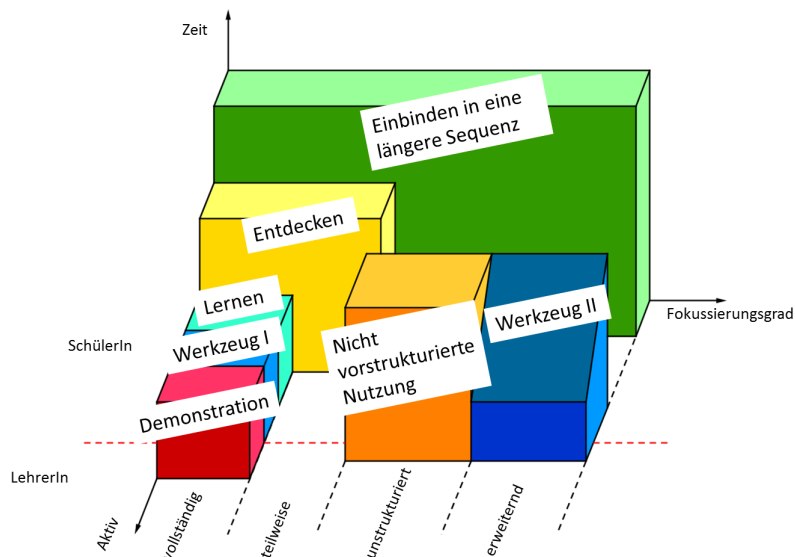 Zeit
Einbinden in eine
längere Sequenz
Entdecken
Lernen
Werkzeug I
Demonstration
Nicht
vorstrukturierte
Nutzung
Werkzeug II
Fokussierungsgrad
SchülerIn
LehrerIn
Aktiv
vollständig
teilweise
unstrukturiert
erweiternd